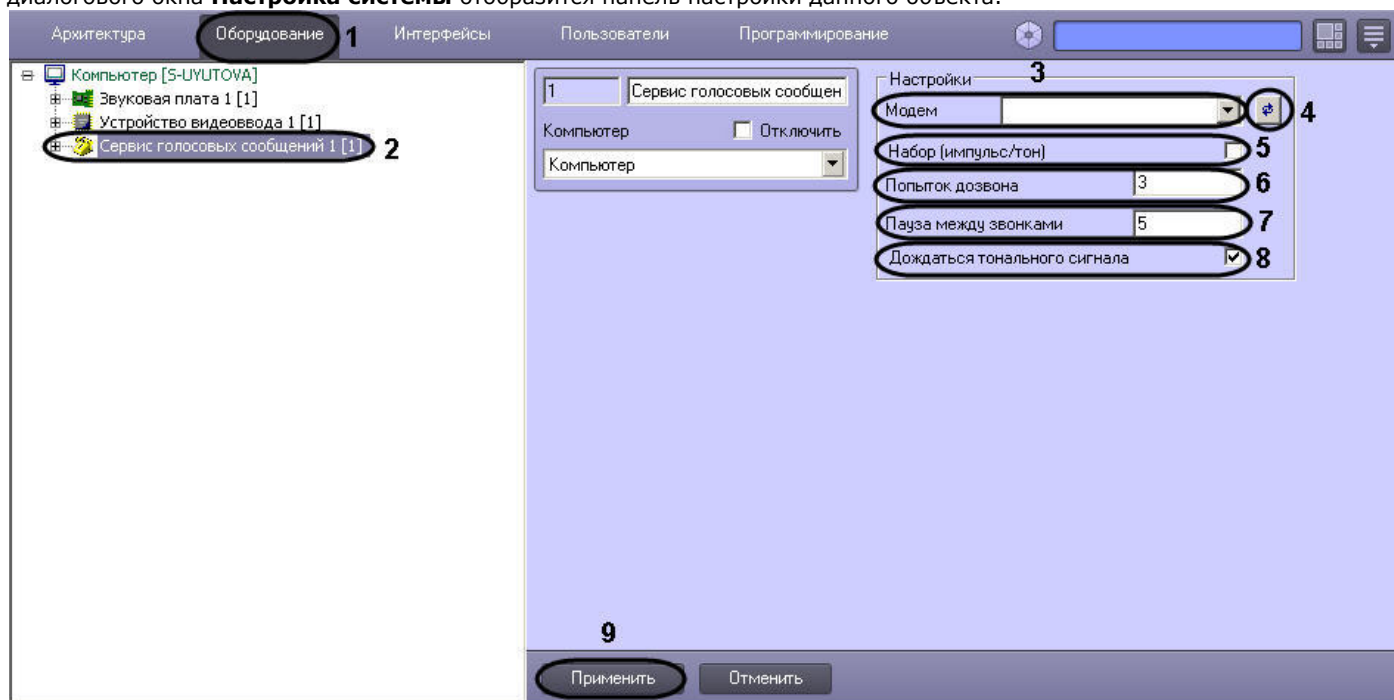 диалогового окна Настройка системы отобразится панель настройки данного объекта.
Архитектура Оборудование 1 Интерфейсы Пользователи Программирование
Компьютер [S-UYUTOVA]
Звуковая плата 1 [1]
Устройство видеоввода 1 [1]
Сервис голосовых сообщений 1 [1] 2
1 Сервис голосовых сообщен
Компьютер Отключить
Компьютер
Настройки 3
Модем 4
Набор (импульс/тон) 5
Попыток дозвона 3 6
Пауза между звонками 5 7
Дождаться тонального сигнала 8
9
Применить Отменить